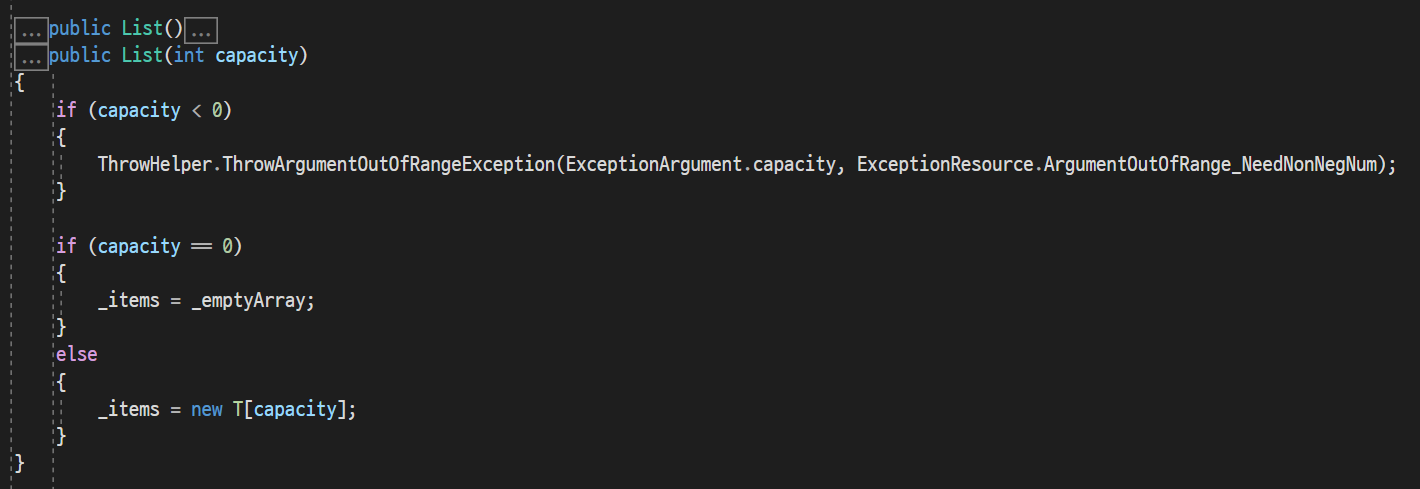 ...public List()...
...public List(int capacity)
{
if (capacity < 0)
{
ThrowHelper.ThrowArgumentOutOfRangeException(ExceptionArgument.capacity, ExceptionResource.ArgumentOutOfRange_NeedNonNegNum);
}
if (capacity == 0)
{
_items = _emptyArray;
}
else
{
_items = new T[capacity];
}
}